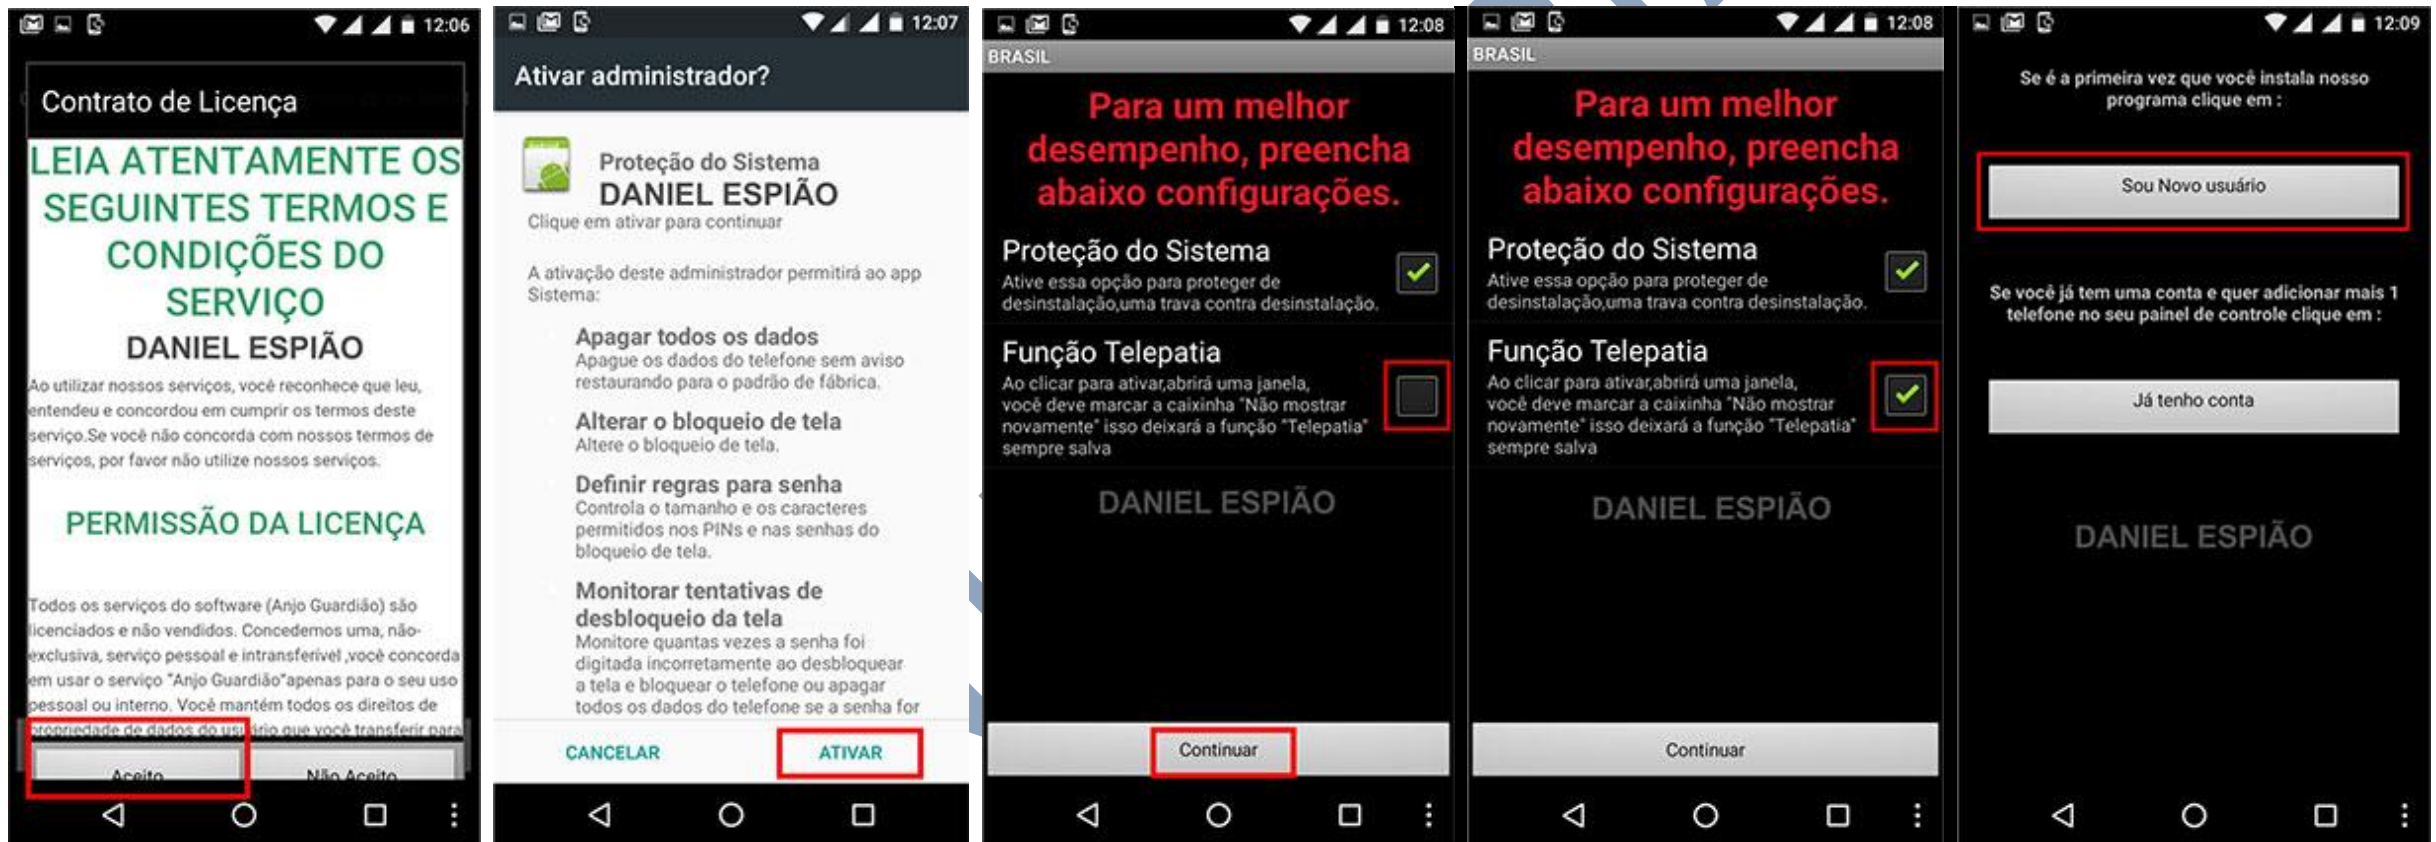 12:06
Contrato de Licença
LEIA ATENTAMENTE OS
SEGUINTES TERMOS E
CONDIÇÕES DO
SERVIÇO
DANIEL ESPIÃO
Ao utilizar nossos serviços, você reconhece que leu,
entendeu e concordou em cumprir os termos deste
serviço.Se você não concorda com nossos termos de
serviços, por favor não utilize nossos serviços.
PERMISSÃO DA LICENÇA
Todos os serviços do software (Anjo Guardião) são
licenciados e não vendidos. Concedemos uma, não-
exclusiva, serviço pessoal e intransferível ,você concorda
em usar o serviço "Anjo Guardião"apenas para o seu uso
pessoal ou interno. Você mantém todos os direitos de
propriedade de dados do usuário que você transferir para
Aceito
Não Aceito
12:07
Ativar administrador?
Proteção do Sistema
DANIEL ESPIÃO
Clique em ativar para continuar
A ativação deste administrador permitirá ao app
Sistema:
Apagar todos os dados
Apague os dados do telefone sem aviso
restaurando para o padrão de fábrica.
Alterar o bloqueio de tela
Altere o bloqueio de tela.
Definir regras para senha
Controla o tamanho e os caracteres
permitidos nos PINs e nas senhas do
bloqueio de tela.
Monitorar tentativas de
desbloqueio da tela
Monitore quantas vezes a senha foi
digitada incorretamente ao desbloquear
a tela e bloquear o telefone ou apagar
todos os dados do telefone se a senha for
CANCELAR
ATIVAR
12:08
BRASIL
Para um melhor
desempenho, preencha
abaixo configurações.
Proteção do Sistema
Ative essa opção para proteger de
desinstalação,uma trava contra desinstalação.
Função Telepatia
Ao clicar para ativar,abrirá uma janela,
você deve marcar a caixinha "Não mostrar
novamente" isso deixará a função "Telepatia"
sempre salva
DANIEL ESPIÃO
Continuar
12:08
BRASIL
Para um melhor
desempenho, preencha
abaixo configurações.
Proteção do Sistema
Ative essa opção para proteger de
desinstalação,uma trava contra desinstalação.
Função Telepatia
Ao clicar para ativar,abrirá uma janela,
você deve marcar a caixinha "Não mostrar
novamente" isso deixará a função "Telepatia"
sempre salva
DANIEL ESPIÃO
Continuar
12:09
Se é a primeira vez que você instala nosso
programa clique em :
Sou Novo usuário
Se você já tem uma conta e quer adicionar mais 1
telefone no seu painel de controle clique em :
Já tenho conta
DANIEL ESPIÃO